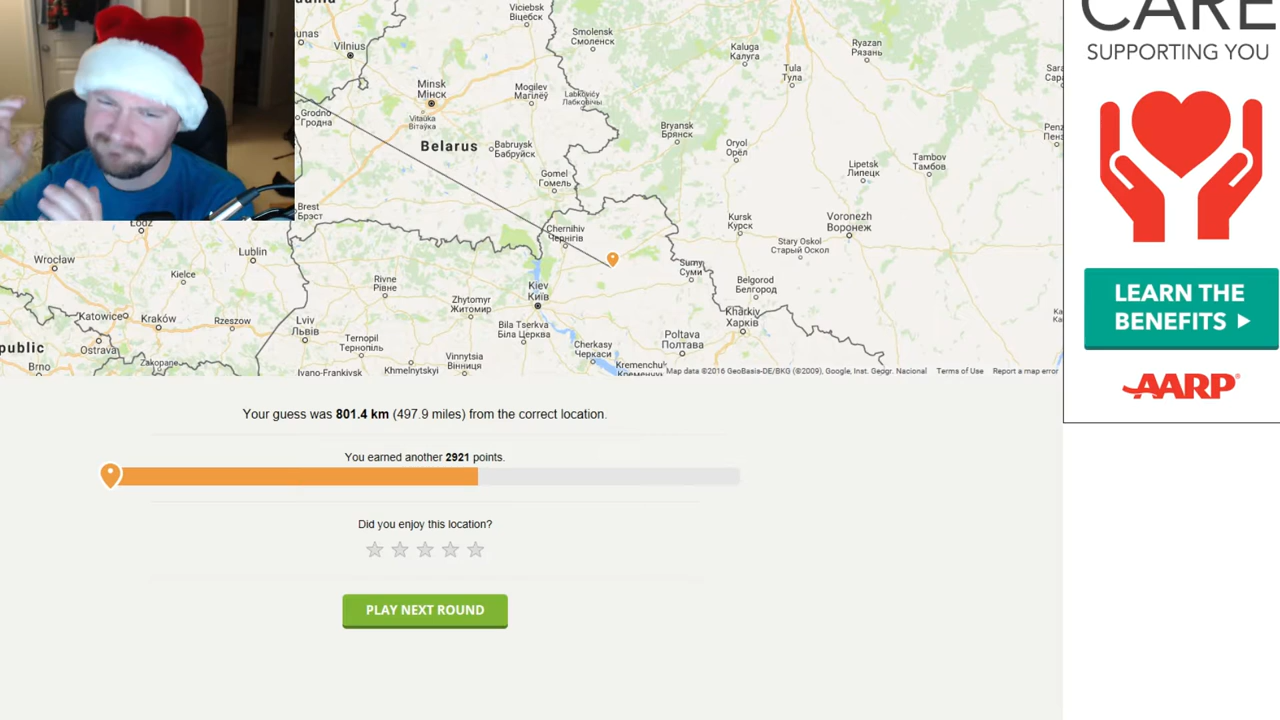 Viciebsk
Віцебск
Smolensk
Смоленск
Kaluga
Калуга
Ryazan
Рязань
Tula
Тула
Vilnius
Minsk
Мінск
Mogilev
Магілёў
Grodno
Гродна
Vitaŭka
Вітаўка
Belarus
Babruysk
Бабруйск
Bryansk
Брянск
Oryol
Орёл
Lipetsk
Липецк
Tambov
Тамбов
Gomel
Гомель
Brest
Брэст
Chernihiv
Чернігів
Kursk
Курск
Voronezh
Воронеж
Stary Oskol
Старый Оскол
Lublin
Wrocław
Kielce
Rivne
Рівне
Sumy
Суми
Belgorod
Белгород
Kiev
Київ
Zhytomyr
Житомир
Katowice
Kraków
Rzeszow
Lviv
Львів
Bila Tserkva
Біла Церква
Kharkiv
Харків
Poltava
Полтава
Ternopil
Тернопіль
Cherkasy
Черкаси
Ostrava
Zakopane
Brno
Vinnytsia
Вінниця
Ivano-Frankivsk
Khmelnytskyi
Map data ©2016 GeoBasis-DE/BKG (©2009), Google, Inst. Geogr. Nacional
Terms of Use
Report a map error
Your guess was 801.4 km (497.9 miles) from the correct location.
You earned another 2921 points.
Did you enjoy this location?
PLAY NEXT ROUND
CARE
SUPPORTING YOU
LEARN THE
BENEFITS
AARP